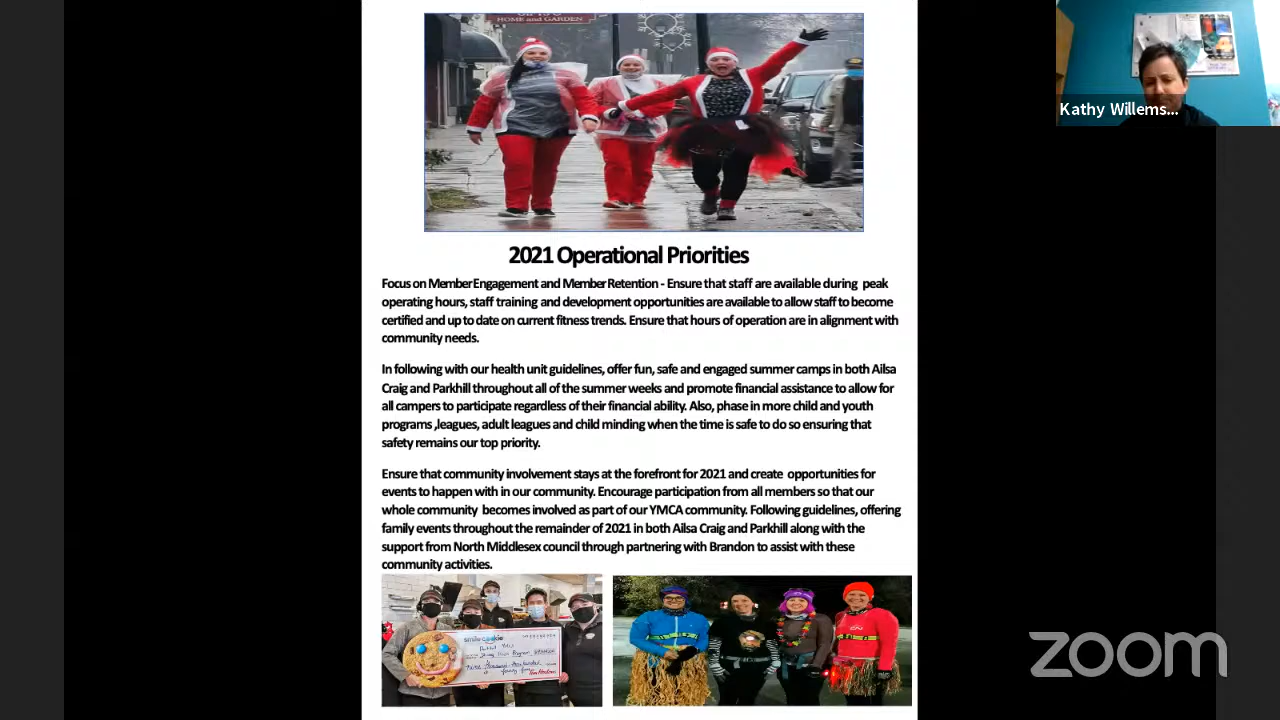 HOME and GARDEN
Kathy Willems...
2021 Operational Priorities
Focus on Member Engagement and Member Retention - Ensure that staff are available during peak
operating hours, staff training and development opportunities are available to allow staff to become
certified and up to date on current fitness trends. Ensure that hours of operation are in alignment with
community needs.
In following with our health unit guidelines, offer fun, safe and engaged summer camps in both Ailsa
Craig and Parkhill throughout all of the summer weeks and promote financial assistance to allow for
all campers to participate regardless of their financial ability. Also, phase in more child and youth
programs ,leagues, adult leagues and child minding when the time is safe to do so ensuring that
safety remains our top priority.
Ensure that community involvement stays at the forefront for 2021 and create opportunities for
events to happen with in our community. Encourage participation from all members so that our
whole community becomes involved as part of our YMCA community. Following guidelines, offering
family events throughout the remainder of 2021 in both Ailsa Craig and Parkhill along with the
support from North Middlesex council through partnering with Brandon to assist with these
community activities.
smile cookie
Tim Hortons
zoom